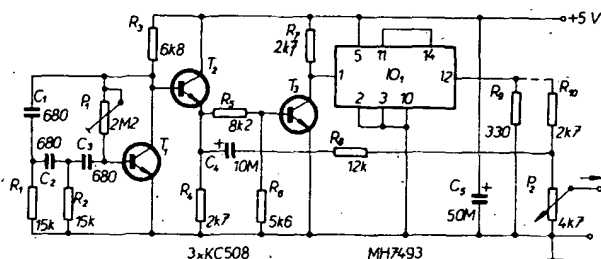 +5 V
R3
6k8
R7
2k7
T2
5
11
14
1
IO1
12
2
3
10
T3
R9
330
R10
2k7
C1
680
P1
2M2
R5
8k2
680
C3
680
C2
T1
C4
+
10M
R8
12k
C5
+
50M
P2
4k7
R1
15k
R2
15k
R4
2k7
R6
5k6
3xKC508
MH7493